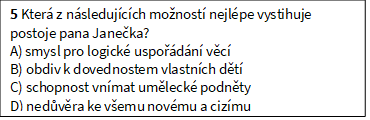 5 Která z následujících možností nejlépe vystihuje
postoje pana Janečka?
A) smysl pro logické uspořádání věcí
B) obdiv k dovednostem vlastních dětí
C) schopnost vnímat umělecké podněty
D) nedůvěra ke všemu novému a cizímu